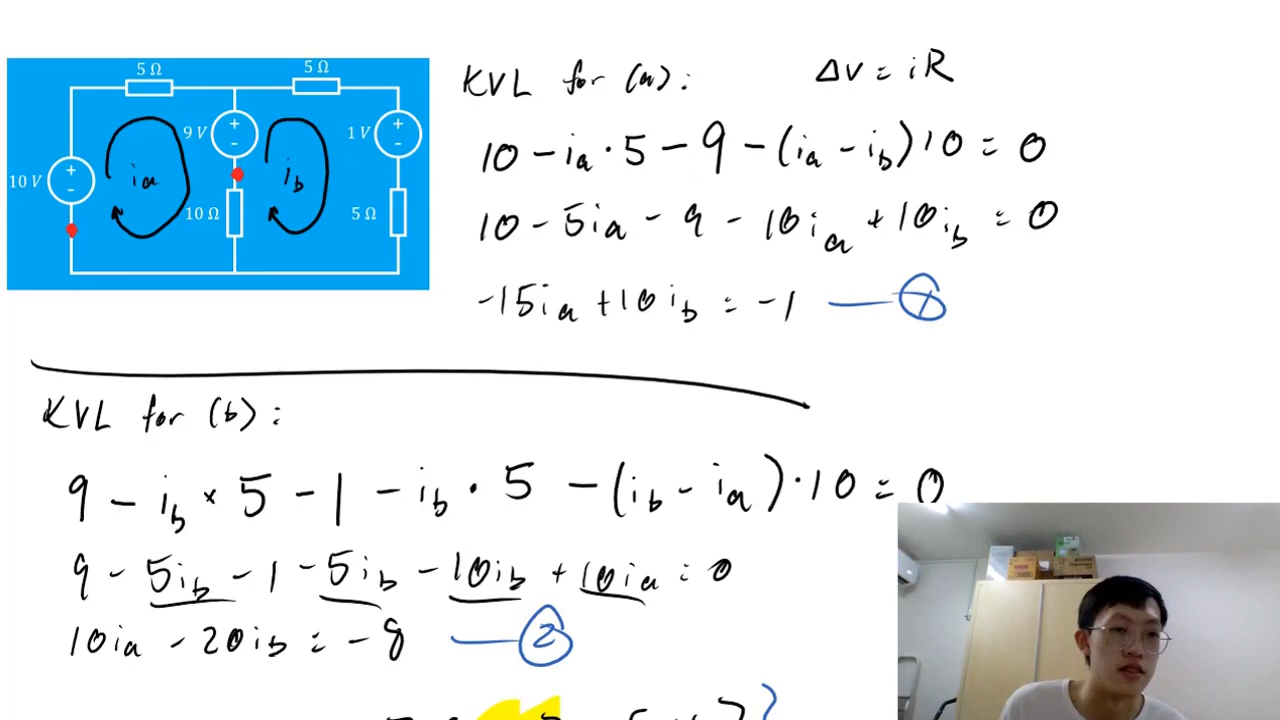 5 Ω 5 Ω
9 V 1 V
10 V ia ib
10 Ω 5 Ω
KVL for (a): ΔV = iR
10 - ia · 5 - 9 - (ia - ib) 10 = 0
10 - 5ia - 9 - 10ia + 10ib = 0
-15ia + 10ib = -1 — 1
KVL for (b):
9 - ib × 5 - 1 - ib · 5 - (ib - ia) · 10 = 0
9 - 5ib - 1 - 5ib - 10ib + 10ia = 0
10ia - 20ib = -8 — 2